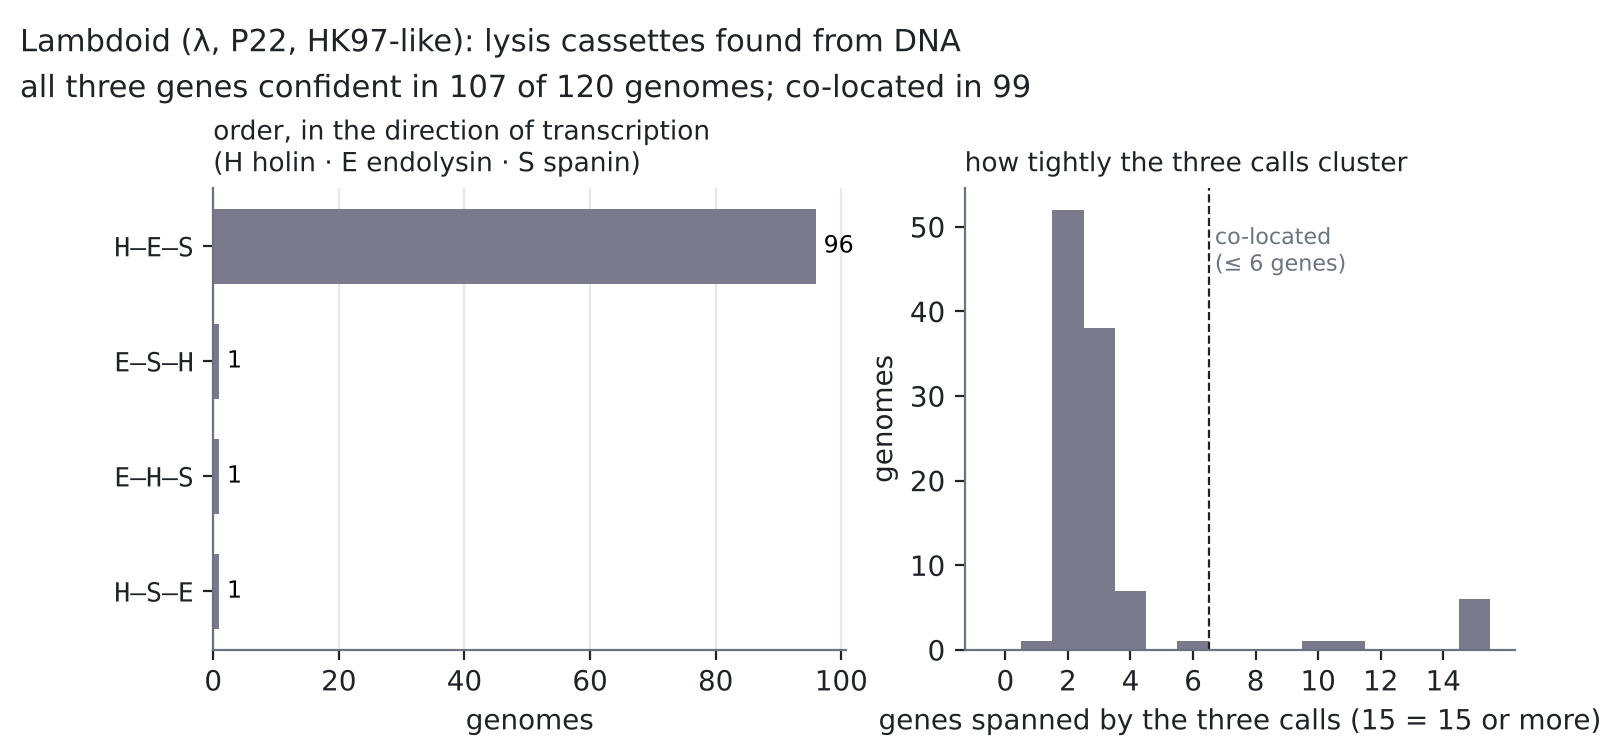 Lambdoid (λ, P22, HK97-like): lysis cassettes found from DNA
all three genes confident in 107 of 120 genomes; co-located in 99
order, in the direction of transcription
(H holin · E endolysin · S spanin)
H—E—S
96
E—S—H
1
E—H—S
1
H—S—E
1
0 20 40 60 80 100
genomes
how tightly the three calls cluster
co-located
(≤ 6 genes)
genomes
50
40
30
20
10
0
0 2 4 6 8 10 12 14
genes spanned by the three calls (15 = 15 or more)